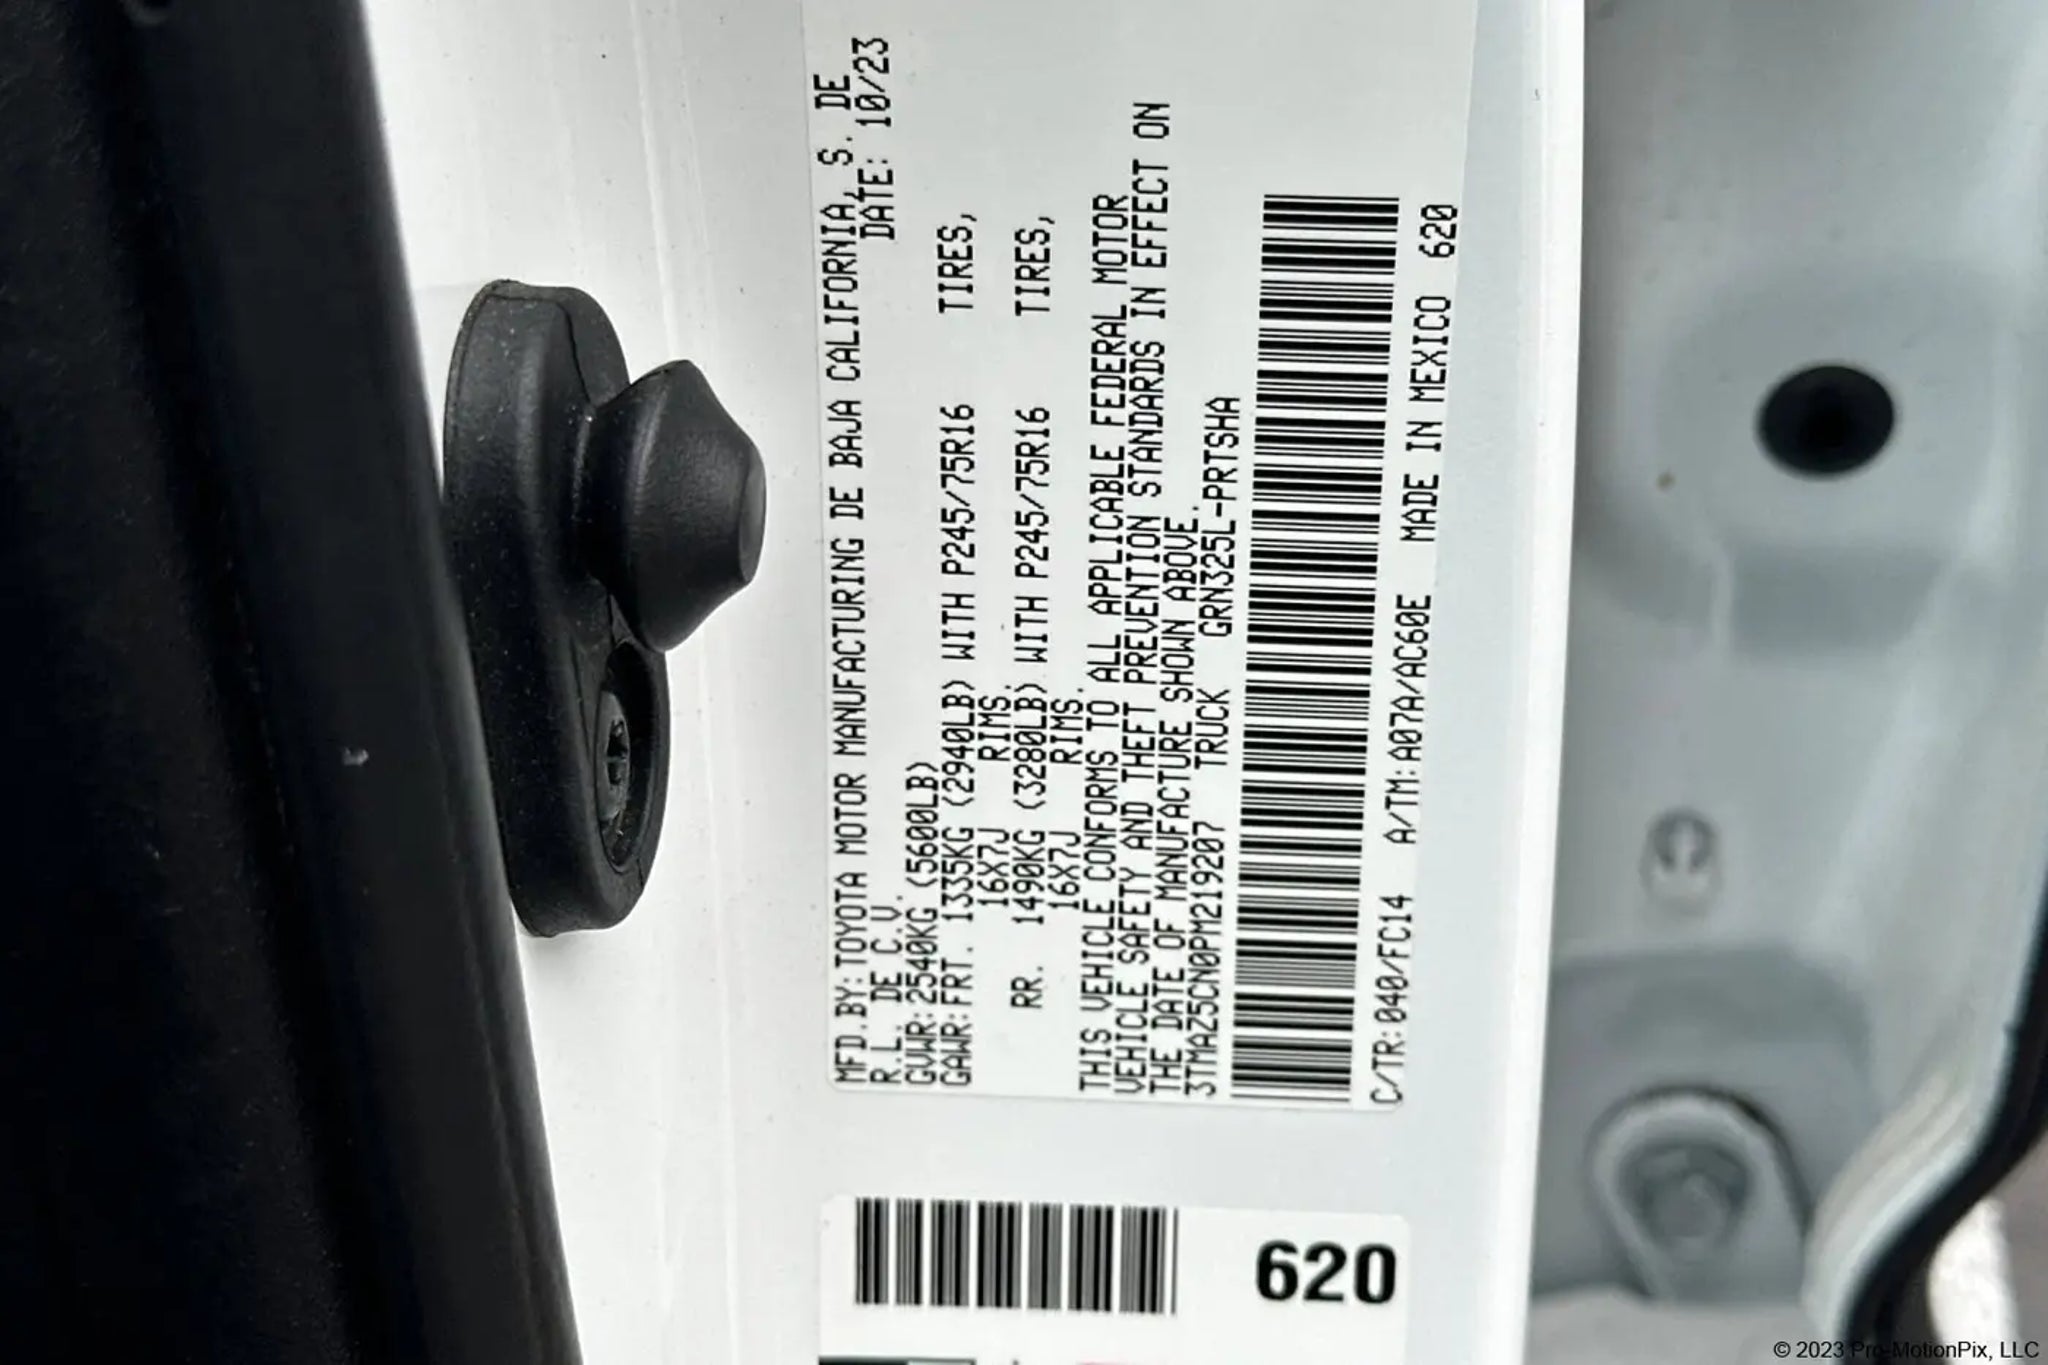 MFD.BY:TOYOTA MOTOR MANUFACTURING DE BAJA CALIFORNIA, S. DE
R.L. DE C.V. DATE: 10/23
GVWR:2540KG (5600LB)
GAWR:FRT. 1335KG (2940LB) WITH P245/75R16 TIRES,
16X7J RIMS.
RR. 1490KG (3280LB) WITH P245/75R16 TIRES,
16X7J RIMS.
THIS VEHICLE CONFORMS TO ALL APPLICABLE FEDERAL MOTOR
VEHICLE SAFETY AND THEFT PREVENTION STANDARDS IN EFFECT ON
THE DATE OF MANUFACTURE SHOWN ABOVE.
3TMAZ5CN0PM219207 TRUCK GRN325L-PRTSHA
C/TR:040/FC14 A/TM:A07A/AC60E MADE IN MEXICO 620
620
© 2023 Pro-MotionPix, LLC